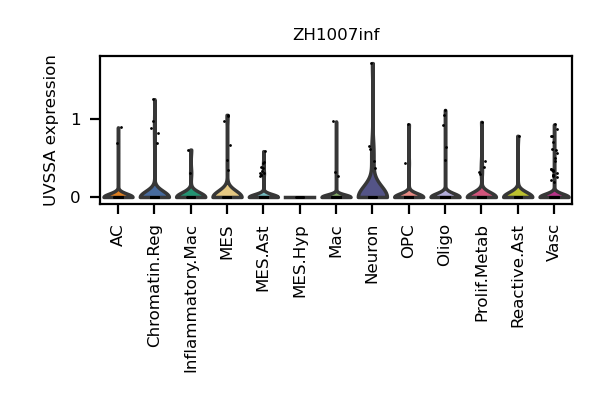 ZH1007inf
UVSSA expression
1
0
AC
Chromatin.Reg
Inflammatory.Mac
MES
MES.Ast
MES.Hyp
Mac
Neuron
OPC
Oligo
Prolif.Metab
Reactive.Ast
Vasc